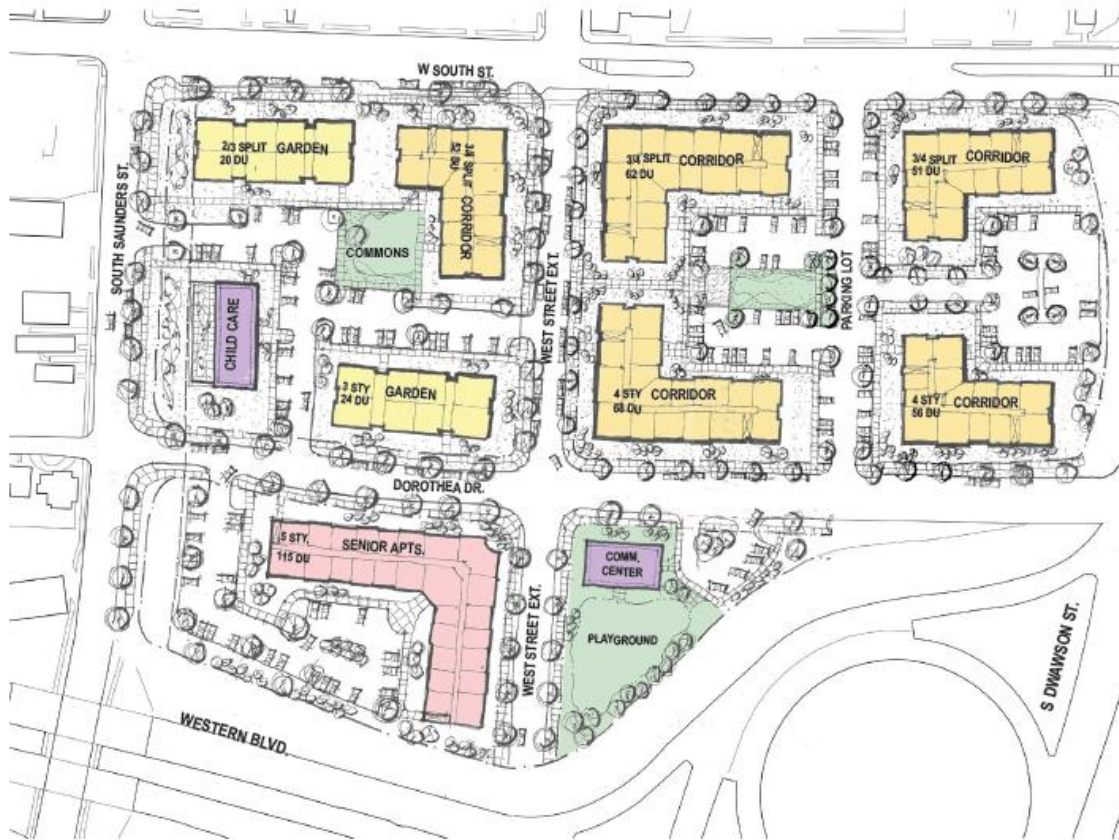 W SOUTH ST.
2/3 SPLIT GARDEN
20 DU
3/4 SPLIT CORRIDOR
52 DU
3/4 SPLIT CORRIDOR
62 DU
3/4 SPLIT CORRIDOR
51 DU
SOUTH SAUNDERS ST.
COMMONS
WEST STREET EXT.
PARKING LOT
CHILD CARE
3 STY GARDEN
24 DU
4 STY CORRIDOR
68 DU
4 STY CORRIDOR
56 DU
DOROTHEA DR.
5 STY. SENIOR APTS.
115 DU
COMM.
CENTER
WEST STREET EXT.
PLAYGROUND
S DWAWSON ST.
WESTERN BLVD.